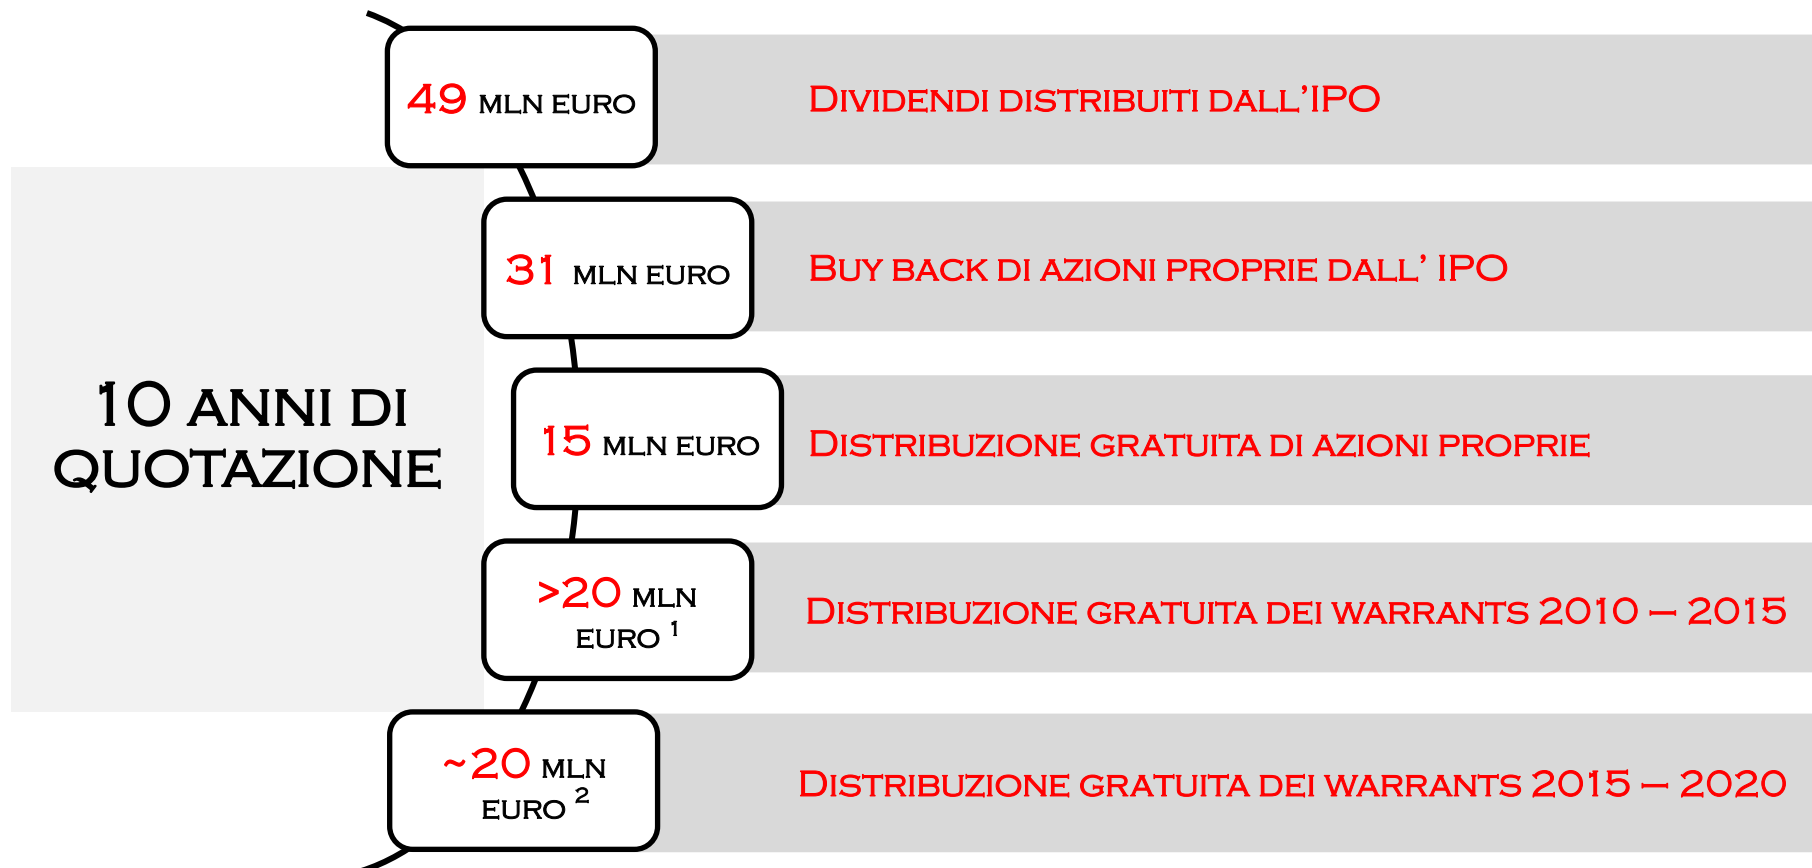 49 MLN EURO
DIVIDENDI DISTRIBUITI DALL'IPO
31 MLN EURO
BUY BACK DI AZIONI PROPRIE DALL' IPO
10 ANNI DI
QUOTAZIONE
15 MLN EURO
DISTRIBUZIONE GRATUITA DI AZIONI PROPRIE
>20 MLN
EURO 1
DISTRIBUZIONE GRATUITA DEI WARRANTS 2010 – 2015
~20 MLN
EURO 2
DISTRIBUZIONE GRATUITA DEI WARRANTS 2015 – 2020